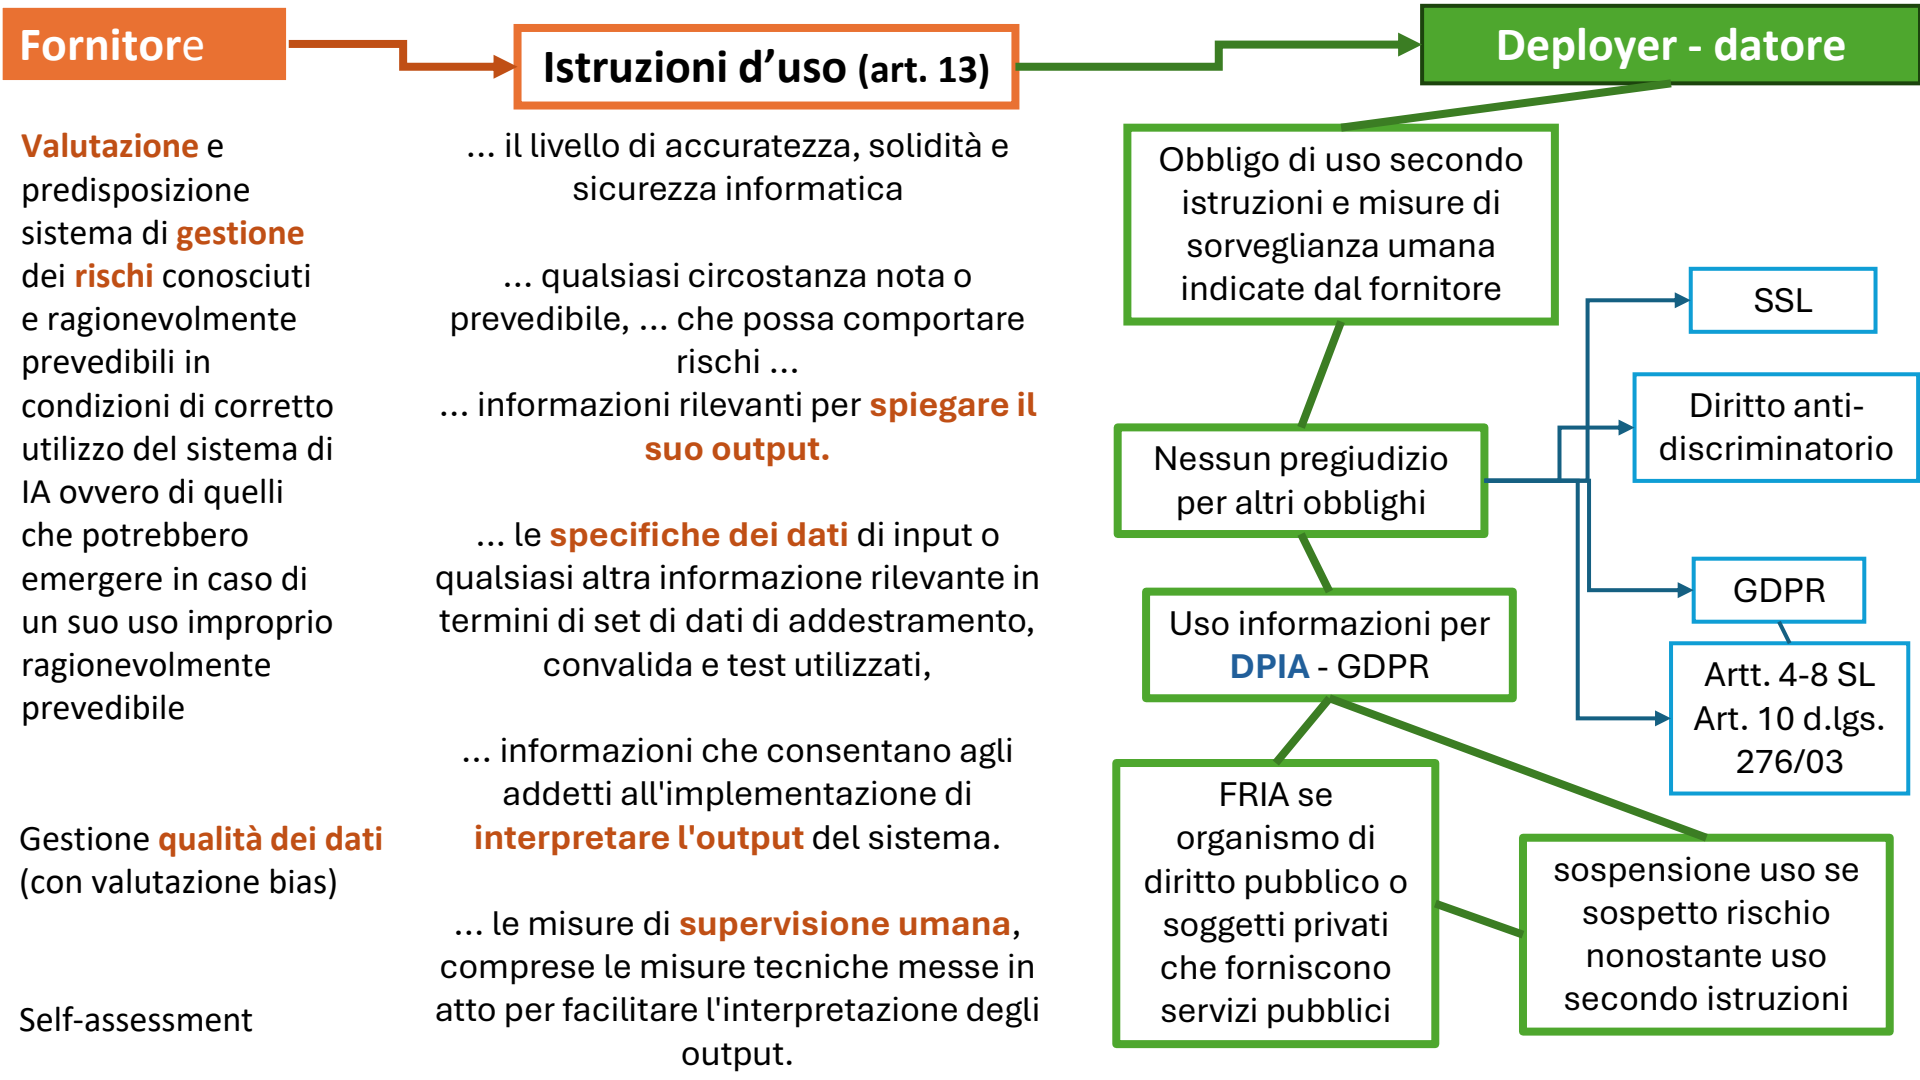 Fornitore
Valutazione e
predisposizione
sistema di gestione
dei rischi conosciuti
e ragionevolmente
prevedibili in
condizioni di corretto
utilizzo del sistema di
IA ovvero di quelli
che potrebbero
emergere in caso di
un suo uso improprio
ragionevolmente
prevedibile
Gestione qualità dei dati
(con valutazione bias)
Self-assessment
Istruzioni d’uso (art. 13)
... il livello di accuratezza, solidità e
sicurezza informatica
... qualsiasi circostanza nota o
prevedibile, ... che possa comportare
rischi ...
... informazioni rilevanti per spiegare il
suo output.
... le specifiche dei dati di input o
qualsiasi altra informazione rilevante in
termini di set di dati di addestramento,
convalida e test utilizzati,
... informazioni che consentano agli
addetti all'implementazione di
interpretare l'output del sistema.
... le misure di supervisione umana,
comprese le misure tecniche messe in
atto per facilitare l'interpretazione degli
output.
Deployer - datore
Obbligo di uso secondo
istruzioni e misure di
sorveglianza umana
indicate dal fornitore
Nessun pregiudizio
per altri obblighi
SSL
Diritto anti-
discriminatorio
GDPR
Artt. 4-8 SL
Art. 10 d.lgs.
276/03
Uso informazioni per
DPIA - GDPR
FRIA se
organismo di
diritto pubblico o
soggetti privati
che forniscono
servizi pubblici
sospensione uso se
sospetto rischio
nonostante uso
secondo istruzioni